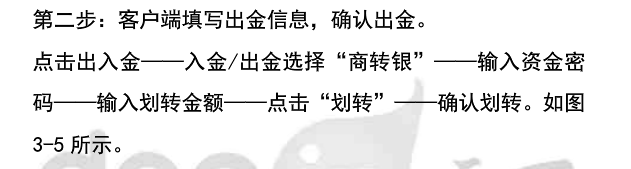 第二步：客户端填写出金信息，确认出金。
点击出入金——入金/出金选择“商转银”——输入资金密
码——输入划转金额——点击“划转”——确认划转。如图
3-5 所示。